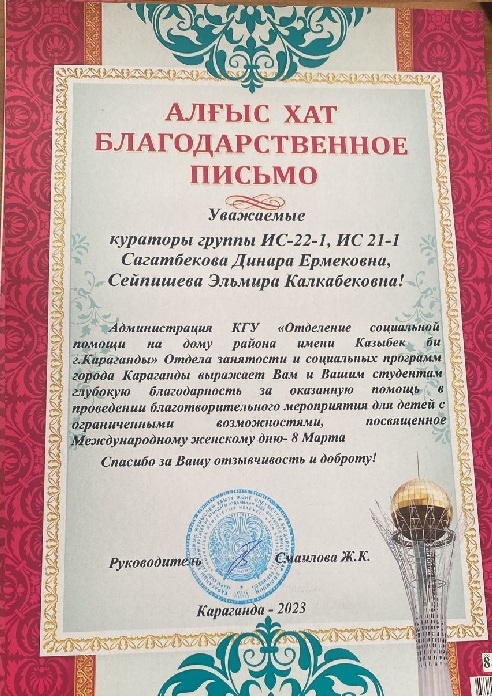 АЛҒЫС ХАТ
БЛАГОДАРСТВЕННОЕ
ПИСЬМО
Уважаемые
кураторы группы ИС-22-1, ИС 21-1
Сагатбекова Динара Ермековна,
Сейпишева Эльмира Калкабековна!
Администрация КГУ «Отделение социальной
помощи на дому района имени Казыбек би
г.Караганды» Отдела занятости и социальных программ
города Караганды выражает Вам и Вашим студентам
глубокую благодарность за оказанную помощь в
проведении благотворительного мероприятия для детей с
ограниченными возможностями, посвященное
Международному женскому дню- 8 Марта
Спасибо за Вашу отзывчивость и доброту!
Руководитель Смаилова Ж.К.
Караганда - 2023
8